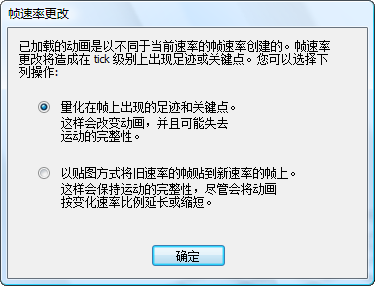 帧速率更改
已加载的动画是以不同于当前速率的帧速率创建的。帧速率
更改将造成在 tick 级别上出现足迹或关键点。您可以选择下
列操作:
量化在帧上出现的足迹和关键点。
这样会改变动画，并且可能失去
运动的完整性。
以贴图方式将旧速率的帧贴到新速率的帧上。
这样会保持运动的完整性，尽管会将动画
按变化速率比例延长或缩短。
确定